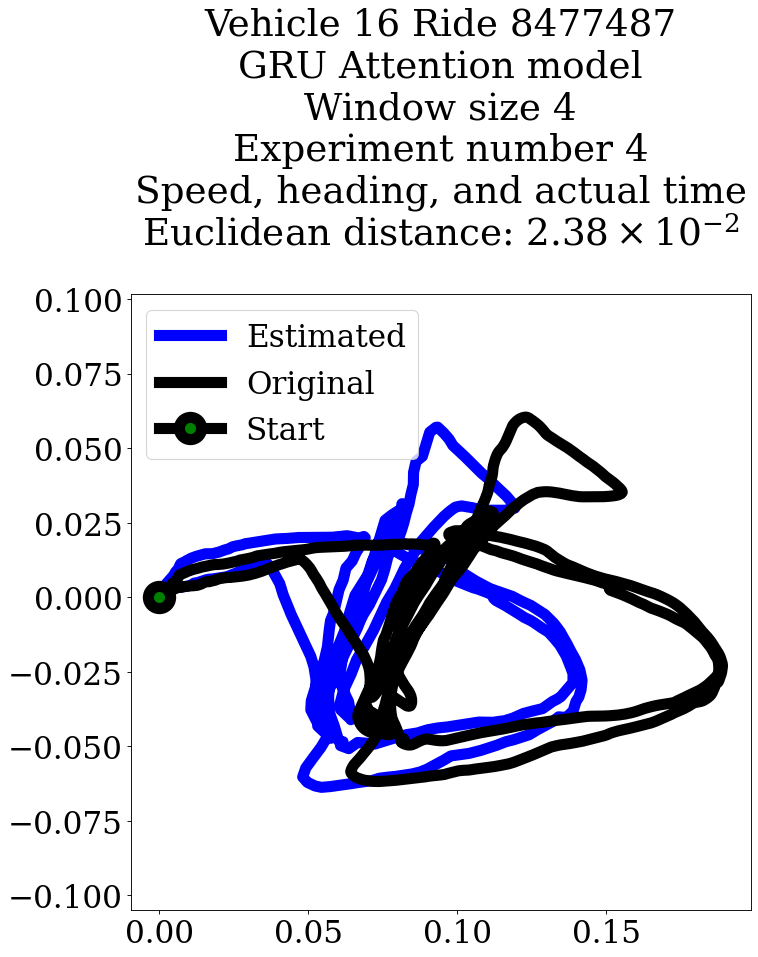 Vehicle 16 Ride 8477487
GRU Attention model
Window size 4
Experiment number 4
Speed, heading, and actual time
Euclidean distance: 2.38 × 10⁻²
0.100
0.075
0.050
0.025
0.000
−0.025
−0.050
−0.075
−0.100
Estimated
Original
Start
0.00 0.05 0.10 0.15